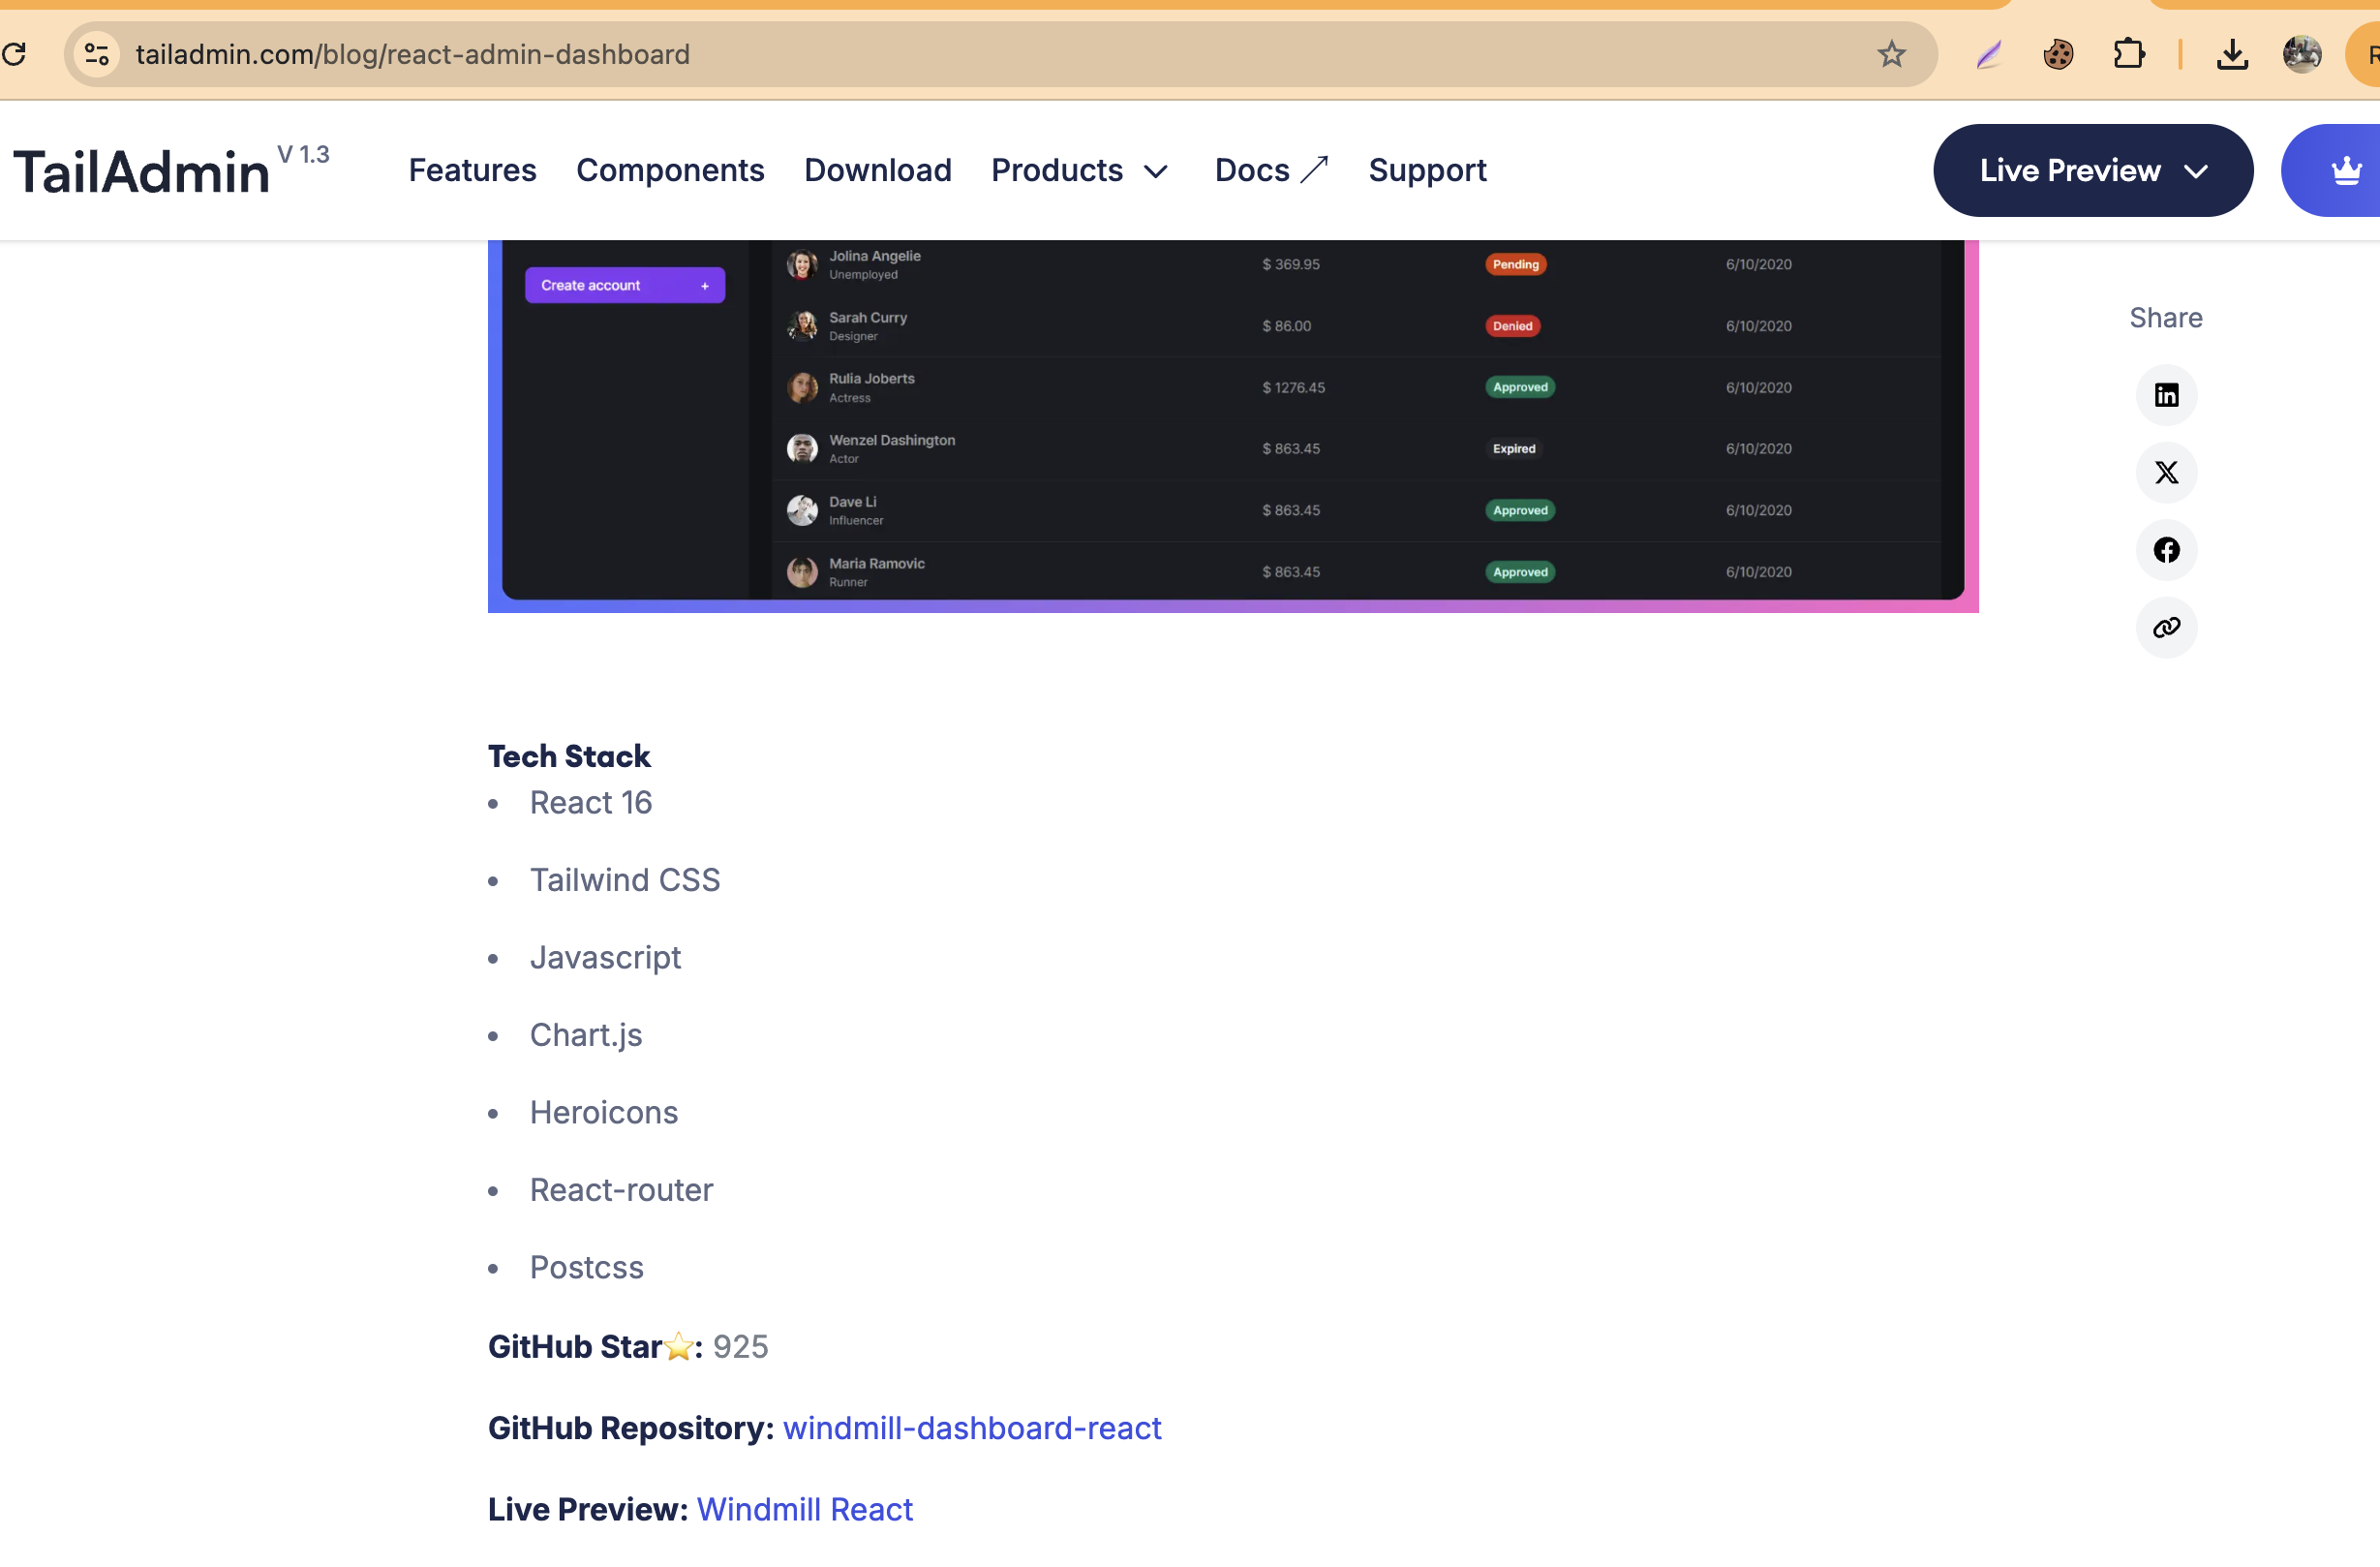 tailadmin.com/blog/react-admin-dashboard
TailAdmin V 1.3
Features Components Download Products Docs Support Live Preview
Create account +
Jolina Angelie
Unemployed
$ 369.95 Pending 6/10/2020
Sarah Curry
Designer
$ 86.00 Denied 6/10/2020
Rulia Joberts
Actress
$ 1276.45 Approved 6/10/2020
Wenzel Dashington
Actor
$ 863.45 Expired 6/10/2020
Dave Li
Influencer
$ 863.45 Approved 6/10/2020
Maria Ramovic
Runner
$ 863.45 Approved 6/10/2020
Share
Tech Stack
• React 16
• Tailwind CSS
• Javascript
• Chart.js
• Heroicons
• React-router
• Postcss
GitHub Star⭐: 925
GitHub Repository: windmill-dashboard-react
Live Preview: Windmill React